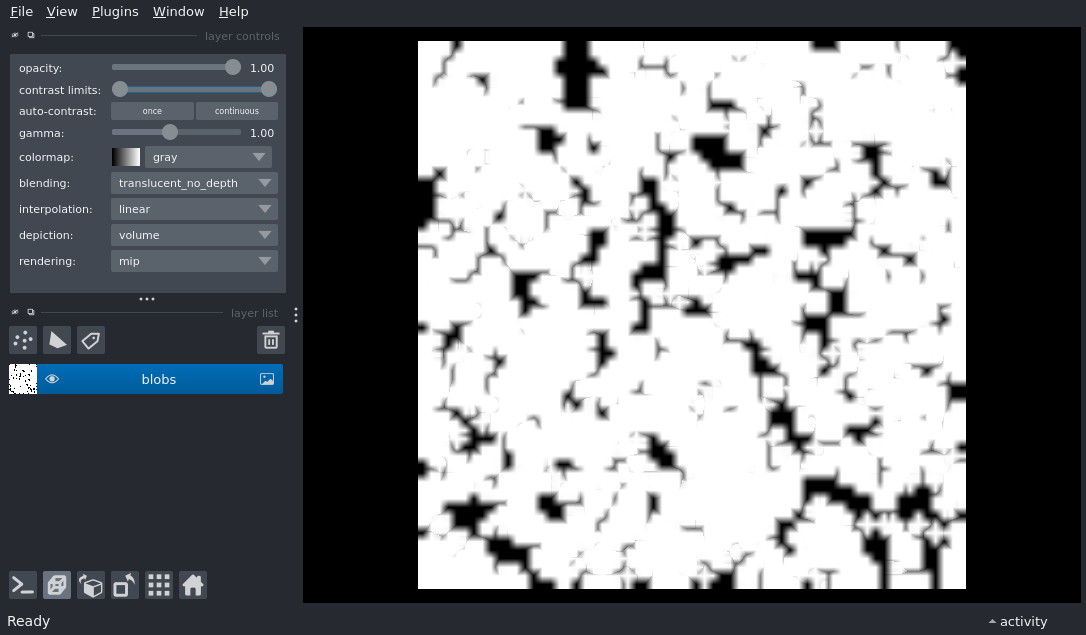 File View Plugins Window Help
layer controls
opacity: 1.00
contrast limits:
auto-contrast: once continuous
gamma: 1.00
colormap: gray
blending: translucent_no_depth
interpolation: linear
depiction: volume
rendering: mip
layer list
blobs
Ready activity